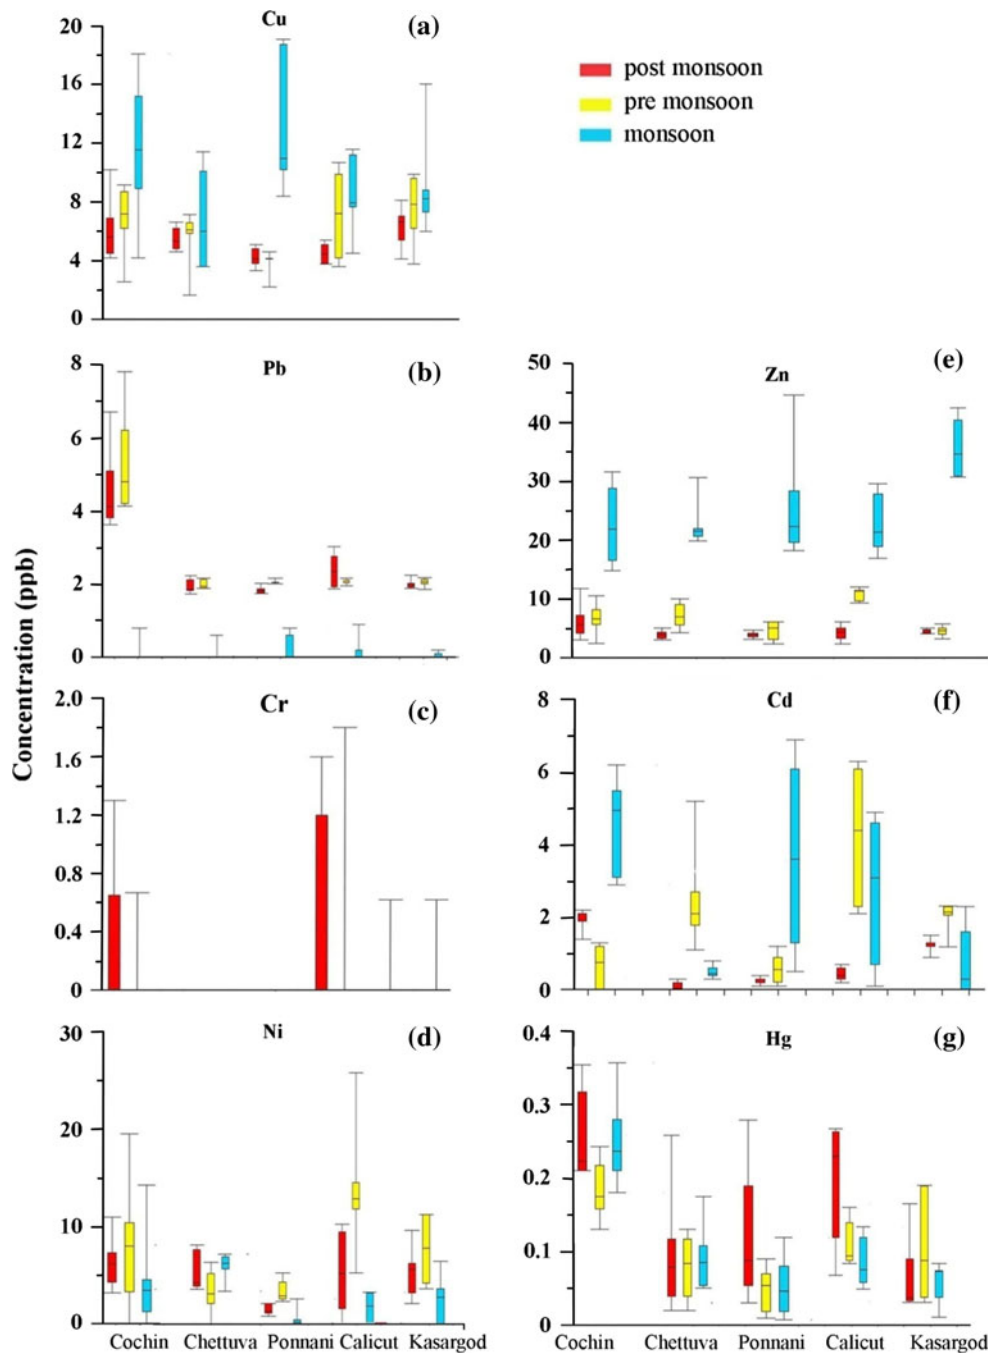 Cu
(a)
20
16
12
8
4
0
post monsoon
pre monsoon
monsoon
Pb
(b)
8
6
4
2
0
Zn
(e)
50
40
30
20
10
0
Concentration (ppb)
Cr
(c)
2.0
1.6
1.2
0.8
0.4
0
Cd
(f)
8
6
4
2
0
Ni
(d)
30
20
10
0
Cochin Chettuva Ponnani Calicut Kasargod
Hg
(g)
0.4
0.3
0.2
0.1
0
Cochin Chettuva Ponnani Calicut Kasargod